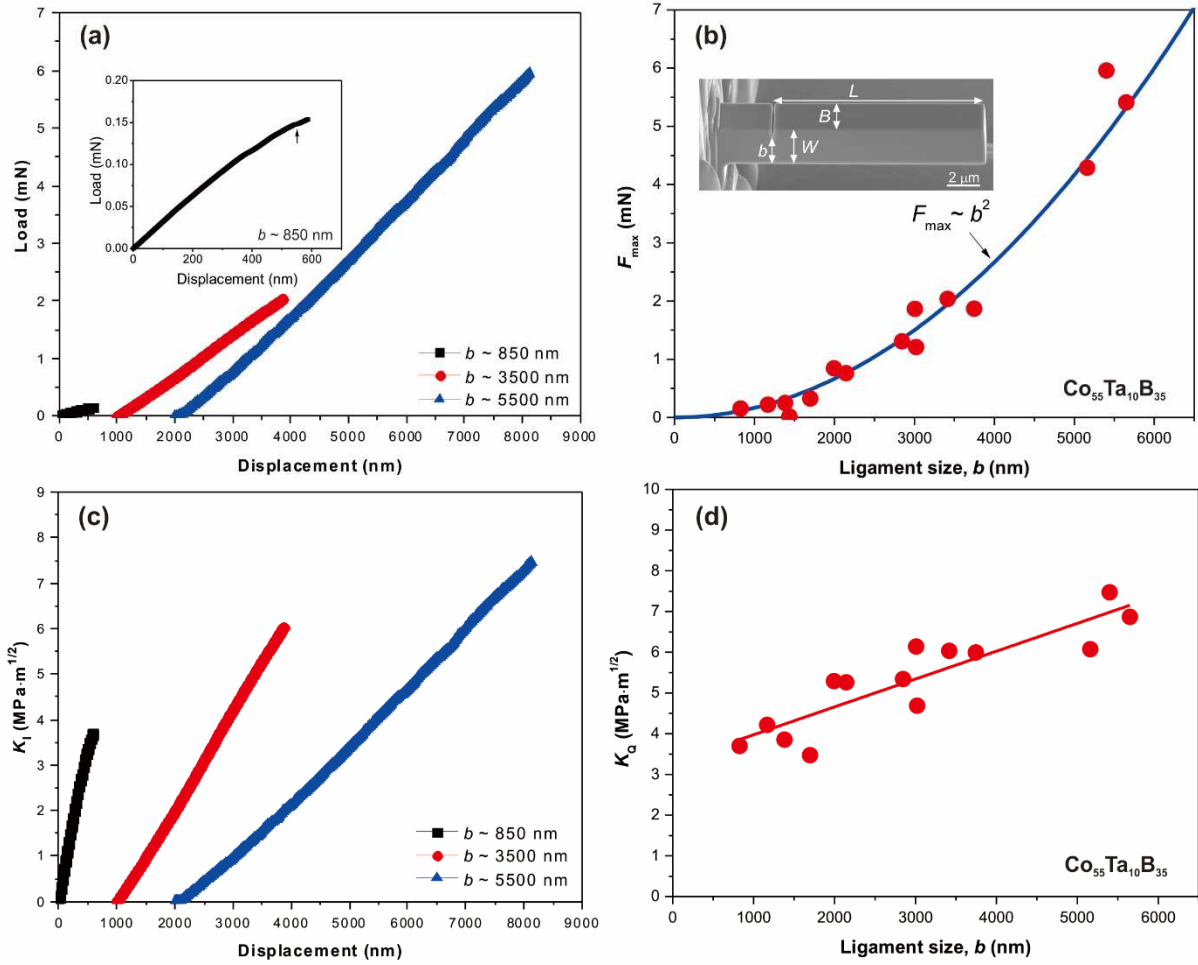 (a)
7
6
5
4
3
2
1
0
Load (mN)
0 1000 2000 3000 4000 5000 6000 7000 8000 9000
Displacement (nm)
0.20
0.15
0.10
0.05
0.00
Load (mN)
0 200 400 600
Displacement (nm)
b ~ 850 nm
b ~ 850 nm
b ~ 3500 nm
b ~ 5500 nm
(b)
7
6
5
4
3
2
1
0
Fmax (mN)
L
B
b
W
2 μm
Fmax ~ b²
Co₅₅Ta₁₀B₃₅
0 1000 2000 3000 4000 5000 6000
Ligament size, b (nm)
(c)
9
8
7
6
5
4
3
2
1
0
KI (MPa·m^1/2)
b ~ 850 nm
b ~ 3500 nm
b ~ 5500 nm
0 1000 2000 3000 4000 5000 6000 7000 8000 9000
Displacement (nm)
(d)
10
9
8
7
6
5
4
3
2
1
0
KQ (MPa·m^1/2)
Co₅₅Ta₁₀B₃₅
0 1000 2000 3000 4000 5000 6000
Ligament size, b (nm)